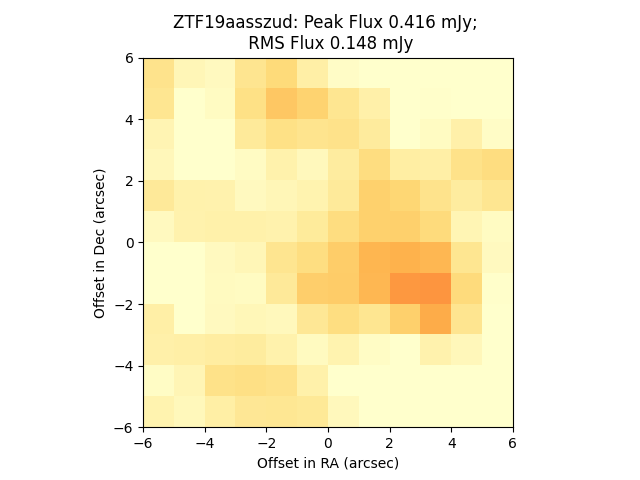 ZTF19aasszud: Peak Flux 0.416 mJy;
RMS Flux 0.148 mJy
6
4
2
0
−2
−4
−6
Offset in Dec (arcsec)
−6 −4 −2 0 2 4 6
Offset in RA (arcsec)